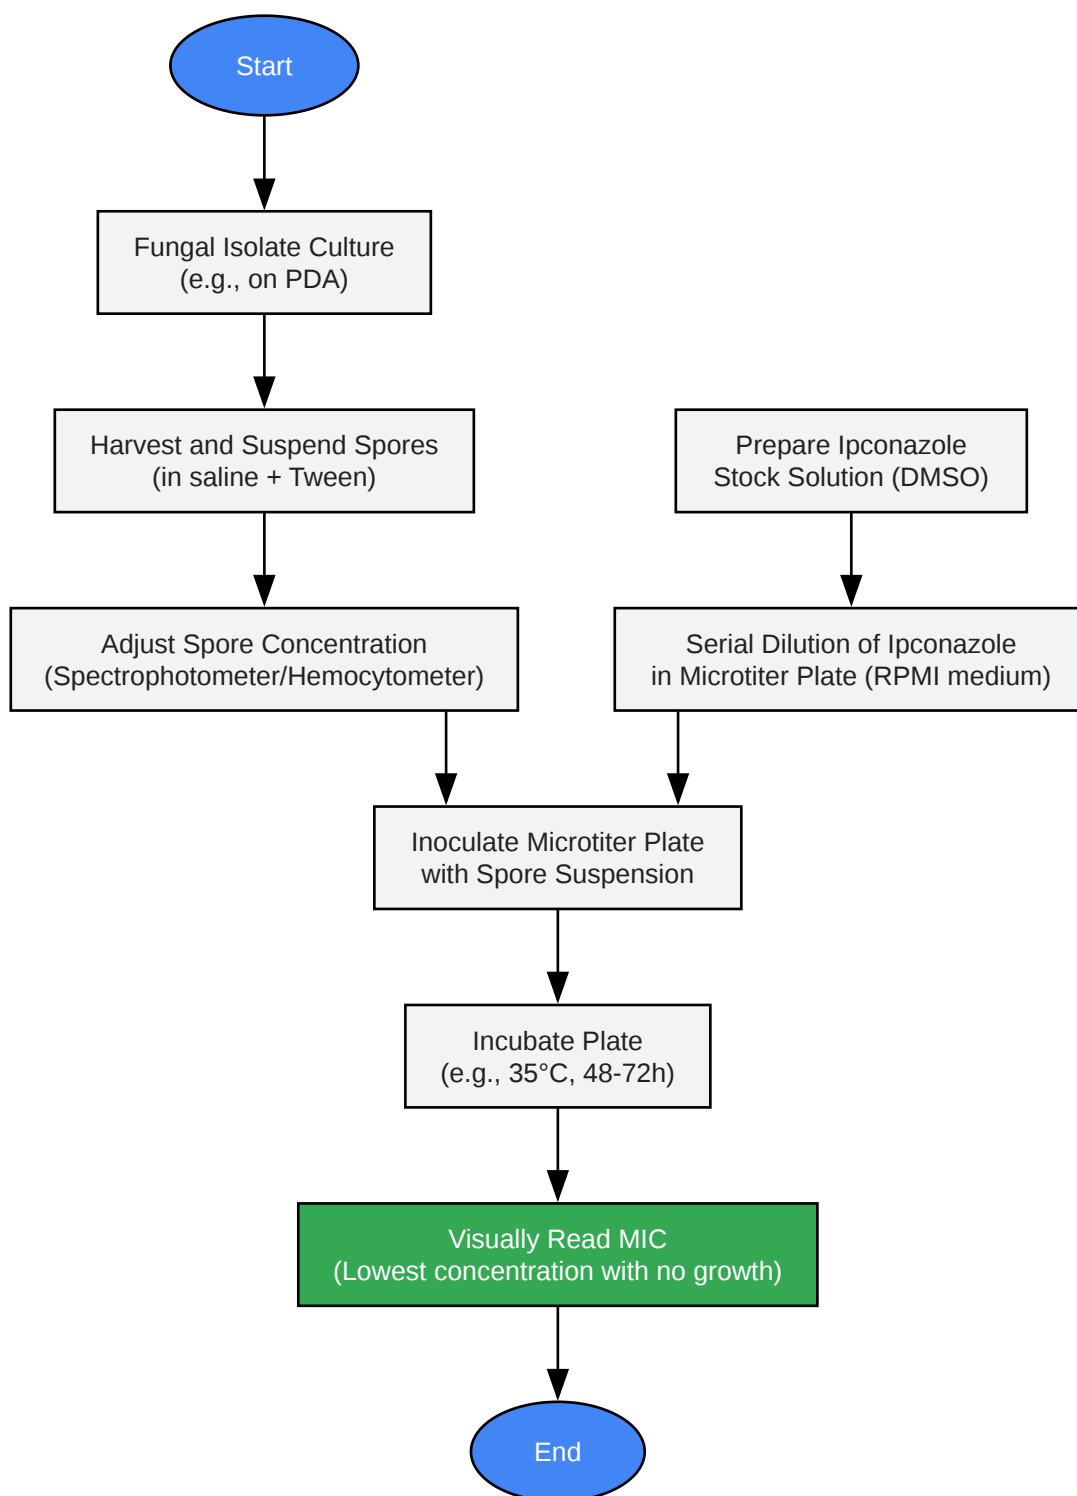 Start
Fungal Isolate Culture
(e.g., on PDA)
Harvest and Suspend Spores
(in saline + Tween)
Prepare Ipconazole
Stock Solution (DMSO)
Adjust Spore Concentration
(Spectrophotometer/Hemocytometer)
Serial Dilution of Ipconazole
in Microtiter Plate (RPMI medium)
Inoculate Microtiter Plate
with Spore Suspension
Incubate Plate
(e.g., 35°C, 48-72h)
Visually Read MIC
(Lowest concentration with no growth)
End